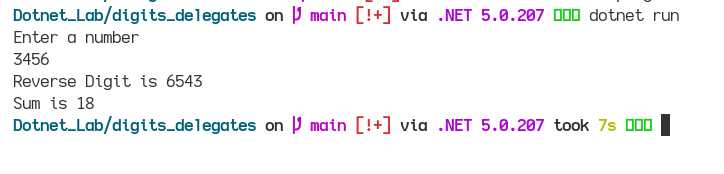 Dotnet_Lab/digits_delegates on main [!+] via .NET 5.0.207 dotnet run
Enter a number
3456
Reverse Digit is 6543
Sum is 18
Dotnet_Lab/digits_delegates on main [!+] via .NET 5.0.207 took 7s